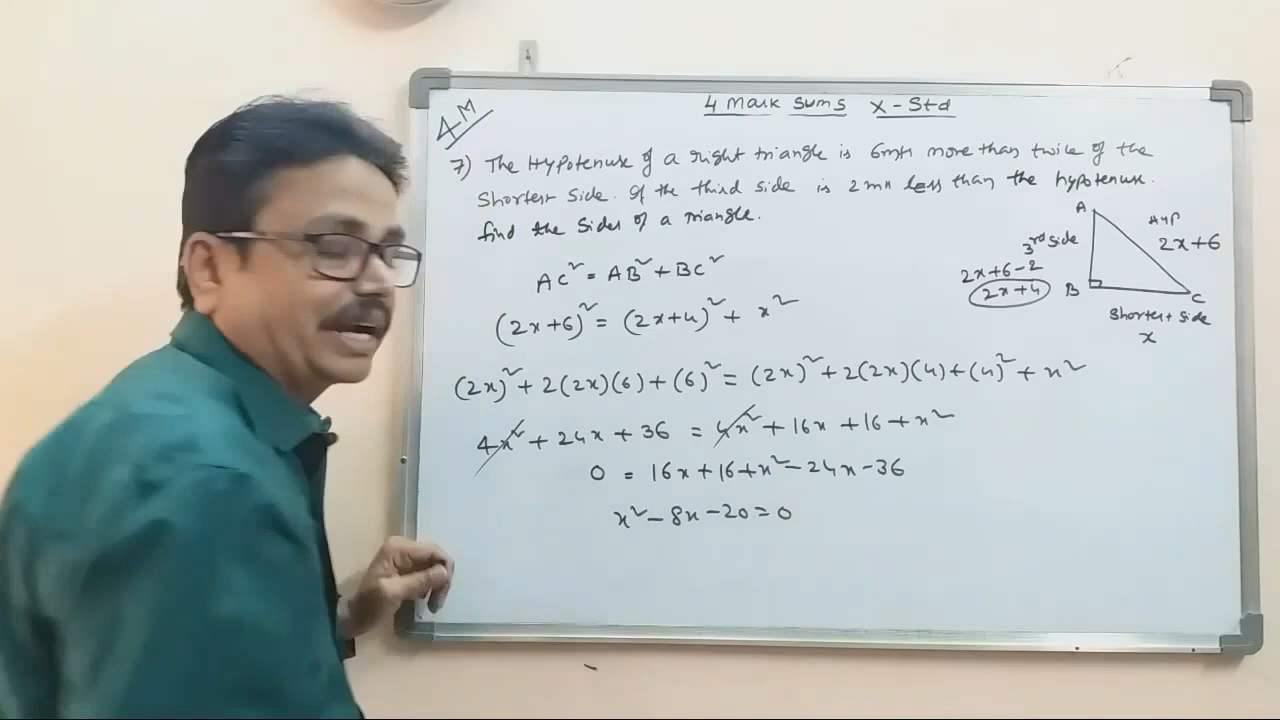 4M
4 Mark Sums X-Std
7) The Hypotenuse of a right triangle is 6mts more than twice of the
Shortest side. If the third side is 2mts less than the hypotenuse.
find the sides of a triangle.
A
Hyp
2x+6
3rd side
2x+6-2
2x+4
B
C
Shortest side
x
AC² = AB² + BC²
(2x+6)² = (2x+4)² + x²
(2x)² + 2(2x)(6) + (6)² = (2x)² + 2(2x)(4) + (4)² + x²
4x² + 24x + 36 = 4x² + 16x + 16 + x²
0 = 16x + 16 + x² - 24x - 36
x² - 8x - 20 = 0